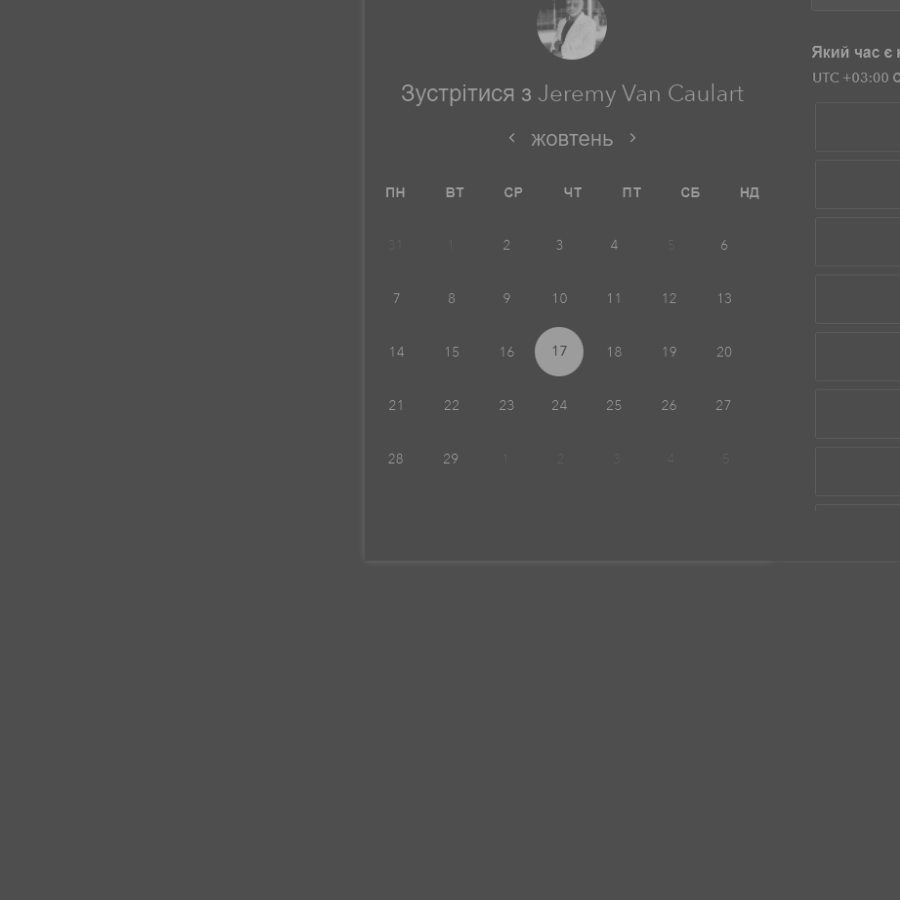 Зустрітися з Jeremy Van Caulart
жовтень
ПН ВТ СР ЧТ ПТ СБ НД
31 1 2 3 4 5 6
7 8 9 10 11 12 13
14 15 16 17 18 19 20
21 22 23 24 25 26 27
28 29 1 2 3 4 5
Який час є
UTC +03:00